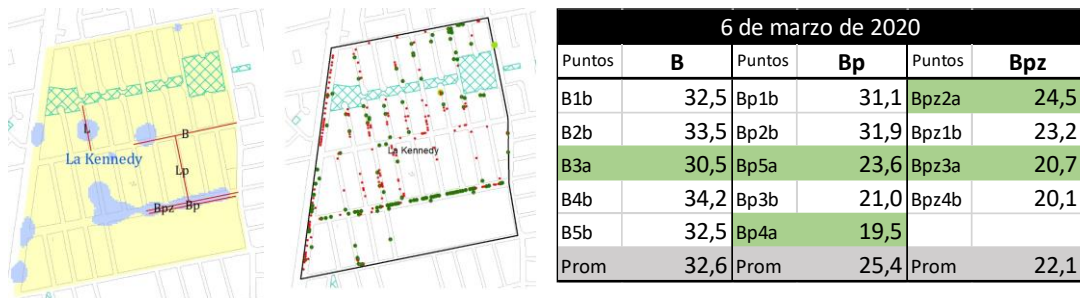 L
B
La Kennedy
Lp
Bpz Bp
La Kennedy
6 de marzo de 2020
Puntos B Puntos Bp Puntos Bpz
B1b 32,5 Bp1b 31,1 Bpz2a 24,5
B2b 33,5 Bp2b 31,9 Bpz1b 23,2
B3a 30,5 Bp5a 23,6 Bpz3a 20,7
B4b 34,2 Bp3b 21,0 Bpz4b 20,1
B5b 32,5 Bp4a 19,5
Prom 32,6 Prom 25,4 Prom 22,1